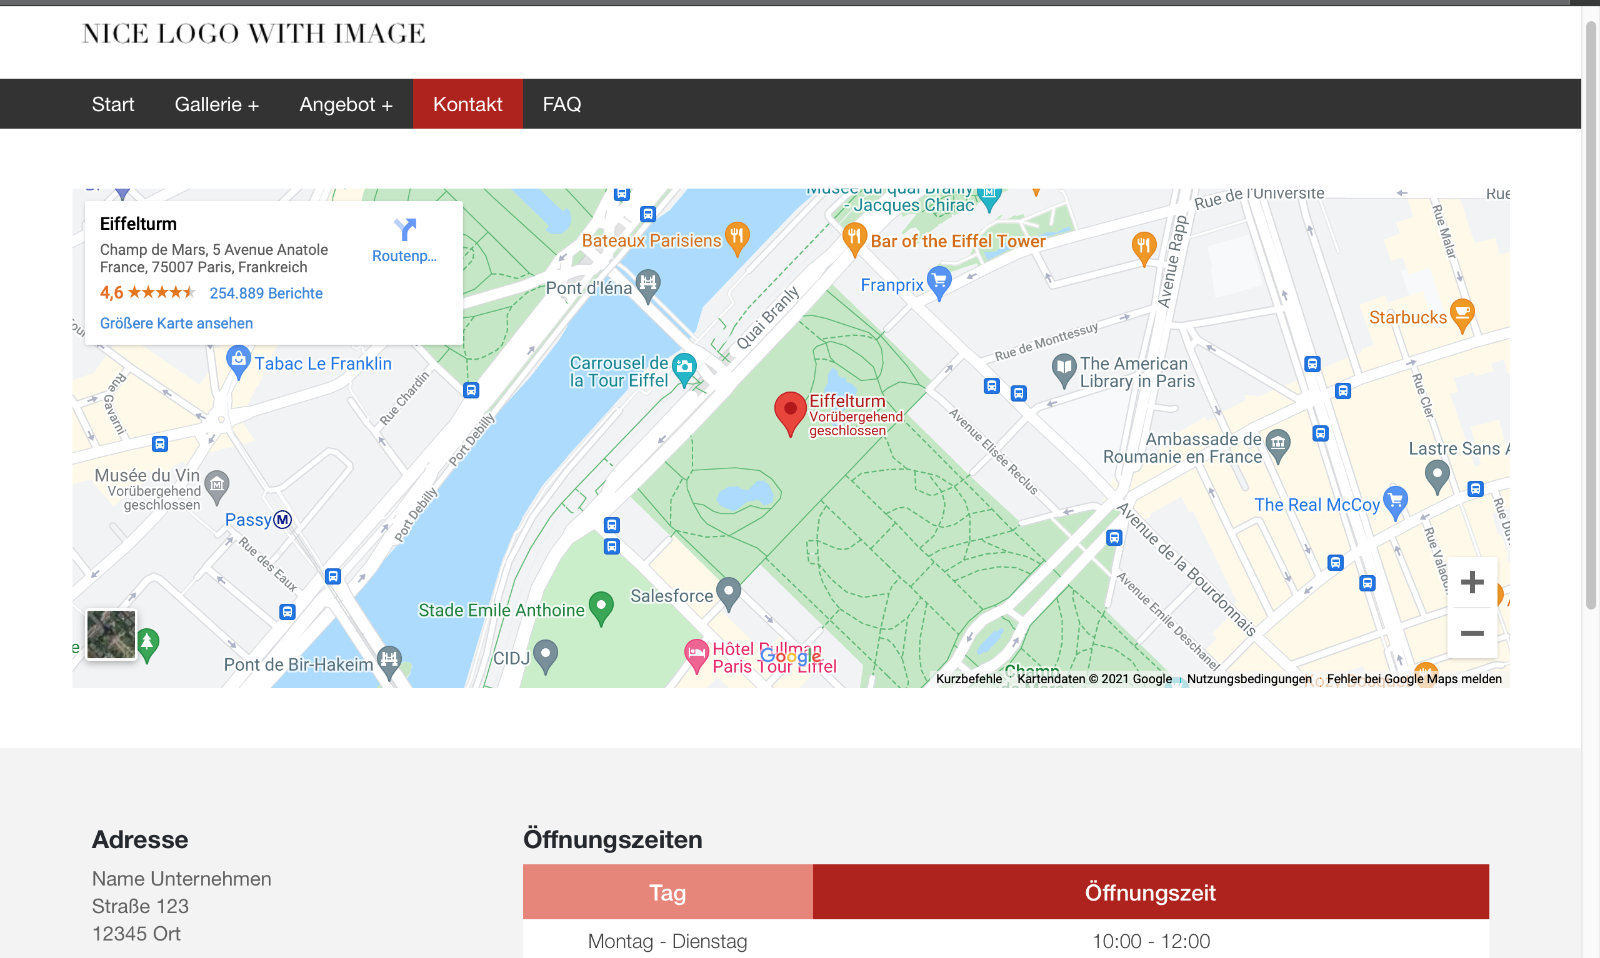 NICE LOGO WITH IMAGE
Start
Gallerie +
Angebot +
Kontakt
FAQ
Eiffelturm
Champ de Mars, 5 Avenue Anatole
France, 75007 Paris, Frankreich
4,6
254.889 Berichte
Größere Karte ansehen
Routenp...
Musée du quai Branly
- Jacques Chirac
Rue de l'Université
Rue
Bateaux Parisiens
Bar of the Eiffel Tower
Avenue Rapp
Rue Malar
Pont d'Iéna
Franprix
Quai Branly
Starbucks
Rue de Monttessuy
Tabac Le Franklin
Carrousel de
la Tour Eiffel
The American
Library in Paris
Rue Gavarni
Rue Chardin
Eiffelturm
Vorübergehend
geschlossen
Rue Cler
Port Debilly
Avenue Elisée Reclus
Ambassade de
Roumanie en France
Lastre Sans A
Musée du Vin
Vorübergehend
geschlossen
Port Debilly
The Real McCoy
Passy
M
Rue des Eaux
Avenue de la Bourdonnais
Rue Valado
Salesforce
Stade Emile Anthoine
Avenue Emile Deschanel
e
Pont de Bir-Hakeim
CIDJ
Hôtel Pullman
Paris Tour Eiffel
Google
Champ
Kurzbefehle
Kartendaten © 2021 Google
Nutzungsbedingungen
Fehler bei Google Maps melden
Adresse
Name Unternehmen
Straße 123
12345 Ort
Öffnungszeiten
Tag
Öffnungszeit
Montag - Dienstag
10:00 - 12:00